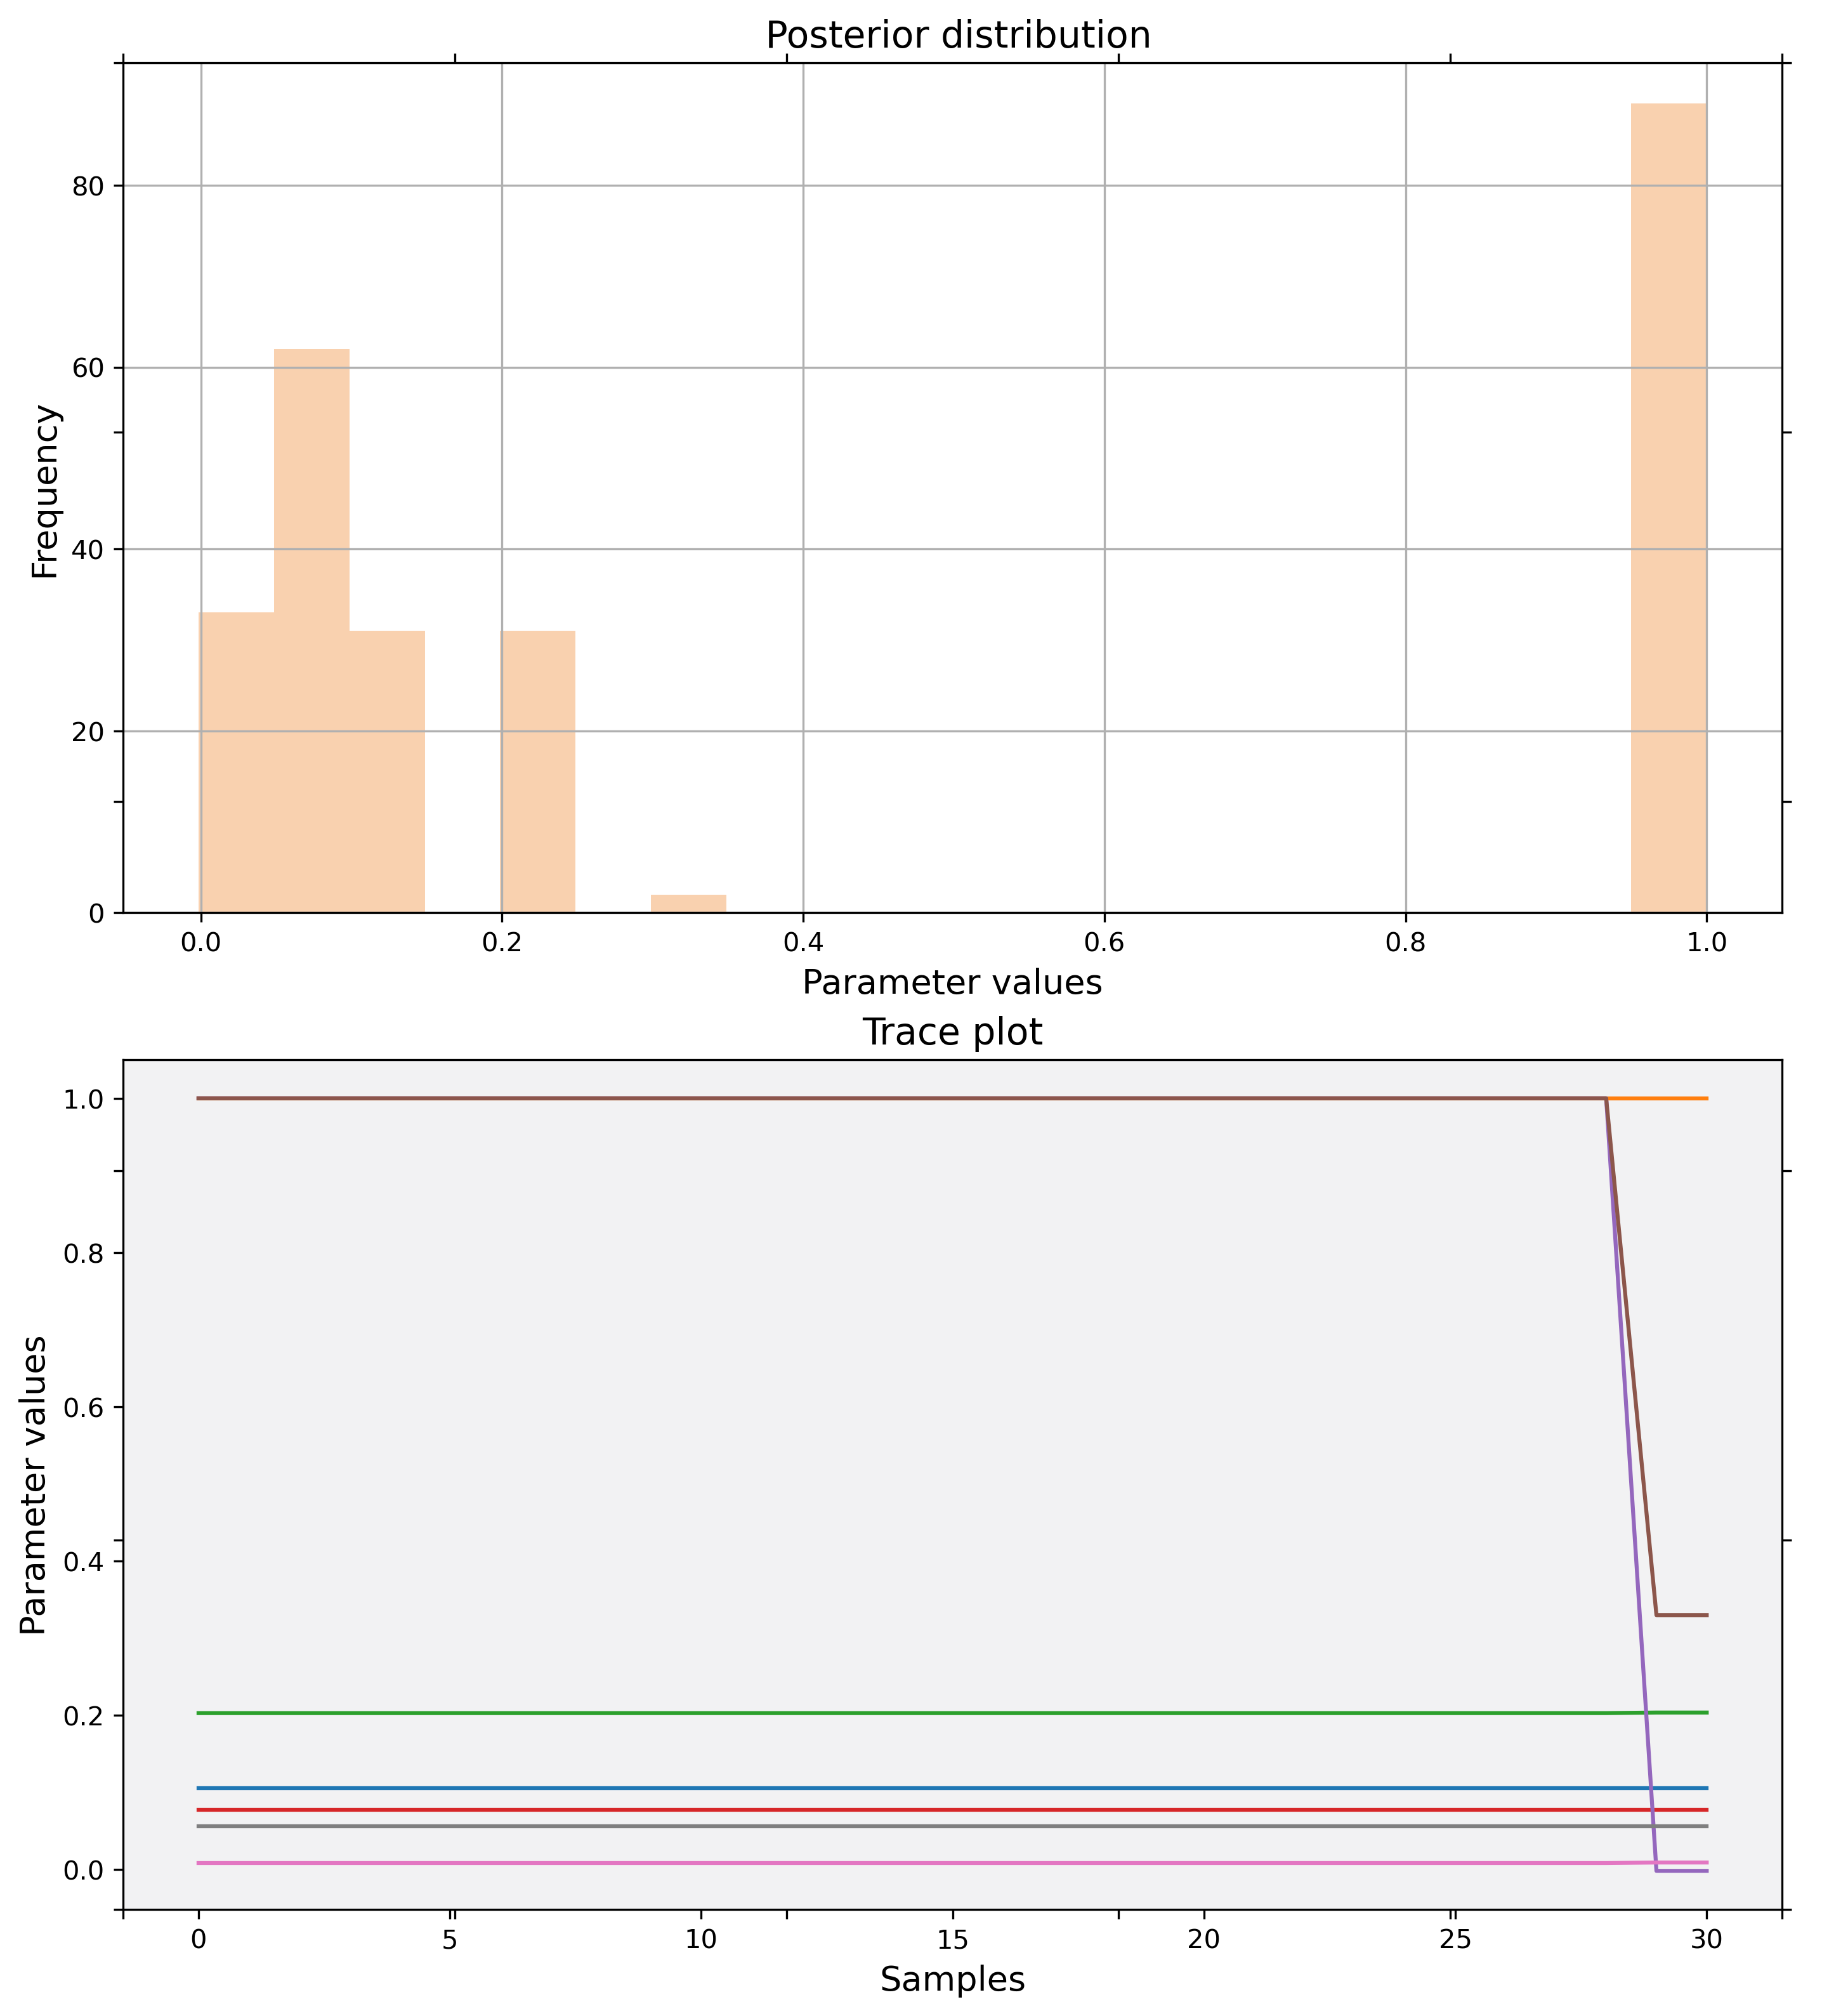 Posterior distribution
80
60
40
20
0
Frequency
0.0 0.2 0.4 0.6 0.8 1.0
Parameter values
Trace plot
1.0
0.8
0.6
0.4
0.2
0.0
Parameter values
0 5 10 15 20 25 30
Samples